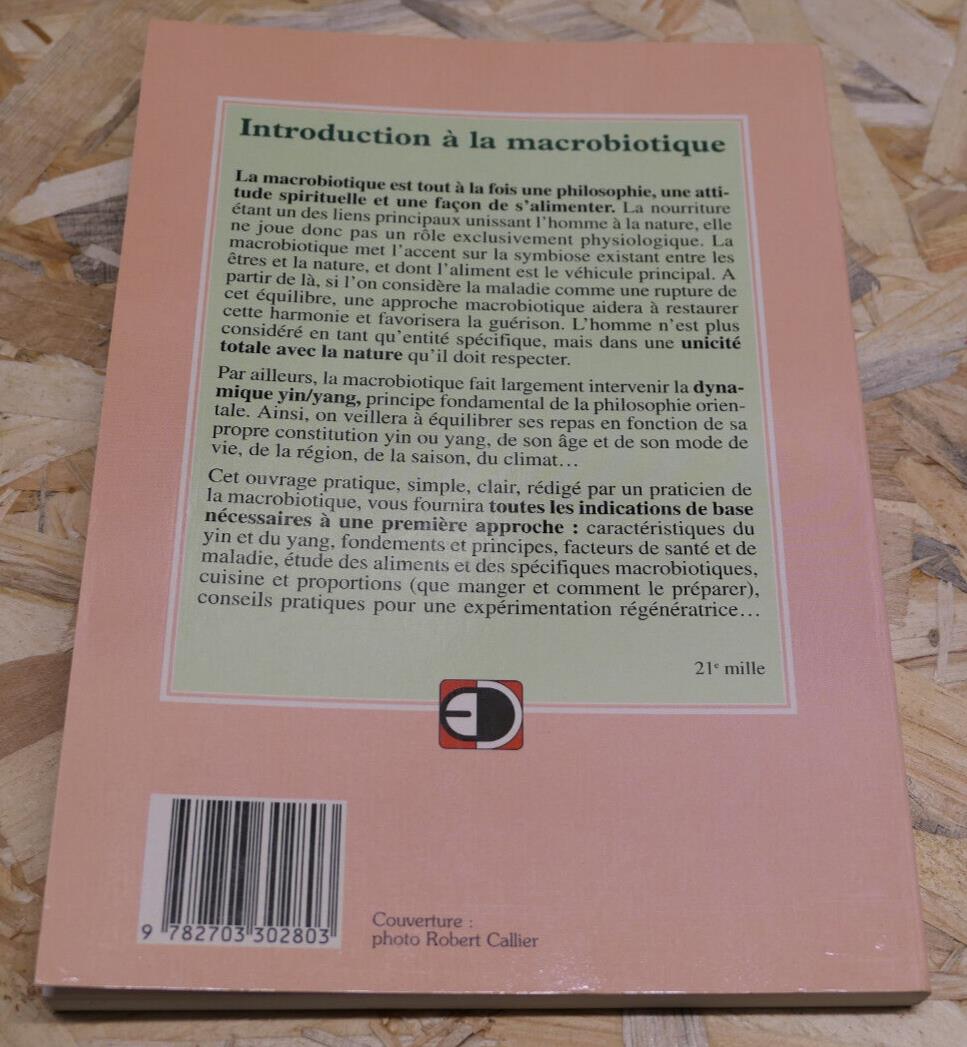 Introduction à la macrobiotique
La macrobiotique est tout à la fois une philosophie, une atti-
tude spirituelle et une façon de s'alimenter. La nourriture
étant un des liens principaux unissant l'homme à la nature, elle
ne joue donc pas un rôle exclusivement physiologique. La
macrobiotique met l'accent sur la symbiose existant entre les
êtres et la nature, et dont l'aliment est le véhicule principal. A
partir de là, si l'on considère la maladie comme une rupture de
cet équilibre, une approche macrobiotique aidera à restaurer
cette harmonie et favorisera la guérison. L'homme n'est plus
considéré en tant qu'entité spécifique, mais dans une unicité
totale avec la nature qu'il doit respecter.
Par ailleurs, la macrobiotique fait largement intervenir la dyna-
mique yin/yang, principe fondamental de la philosophie orien-
tale. Ainsi, on veillera à équilibrer ses repas en fonction de sa
propre constitution yin ou yang, de son âge et de son mode de
vie, de la région, de la saison, du climat...
Cet ouvrage pratique, simple, clair, rédigé par un praticien de
la macrobiotique, vous fournira toutes les indications de base
nécessaires à une première approche : caractéristiques du
yin et du yang, fondements et principes, facteurs de santé et de
maladie, étude des aliments et des spécifiques macrobiotiques,
cuisine et proportions (que manger et comment le préparer),
conseils pratiques pour une expérimentation régénératrice...
21e mille
9 782703 302803
Couverture :
photo Robert Callier